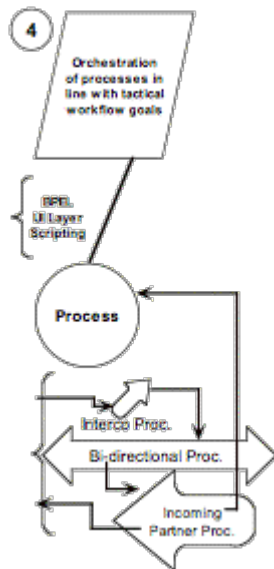 4
Orchestration
of processes in
line with tactical
workflow goals
BPEL
UI Layer
Scripting
Process
Interco Proc.
Bi-directional Proc.
Incoming
Partner Proc.